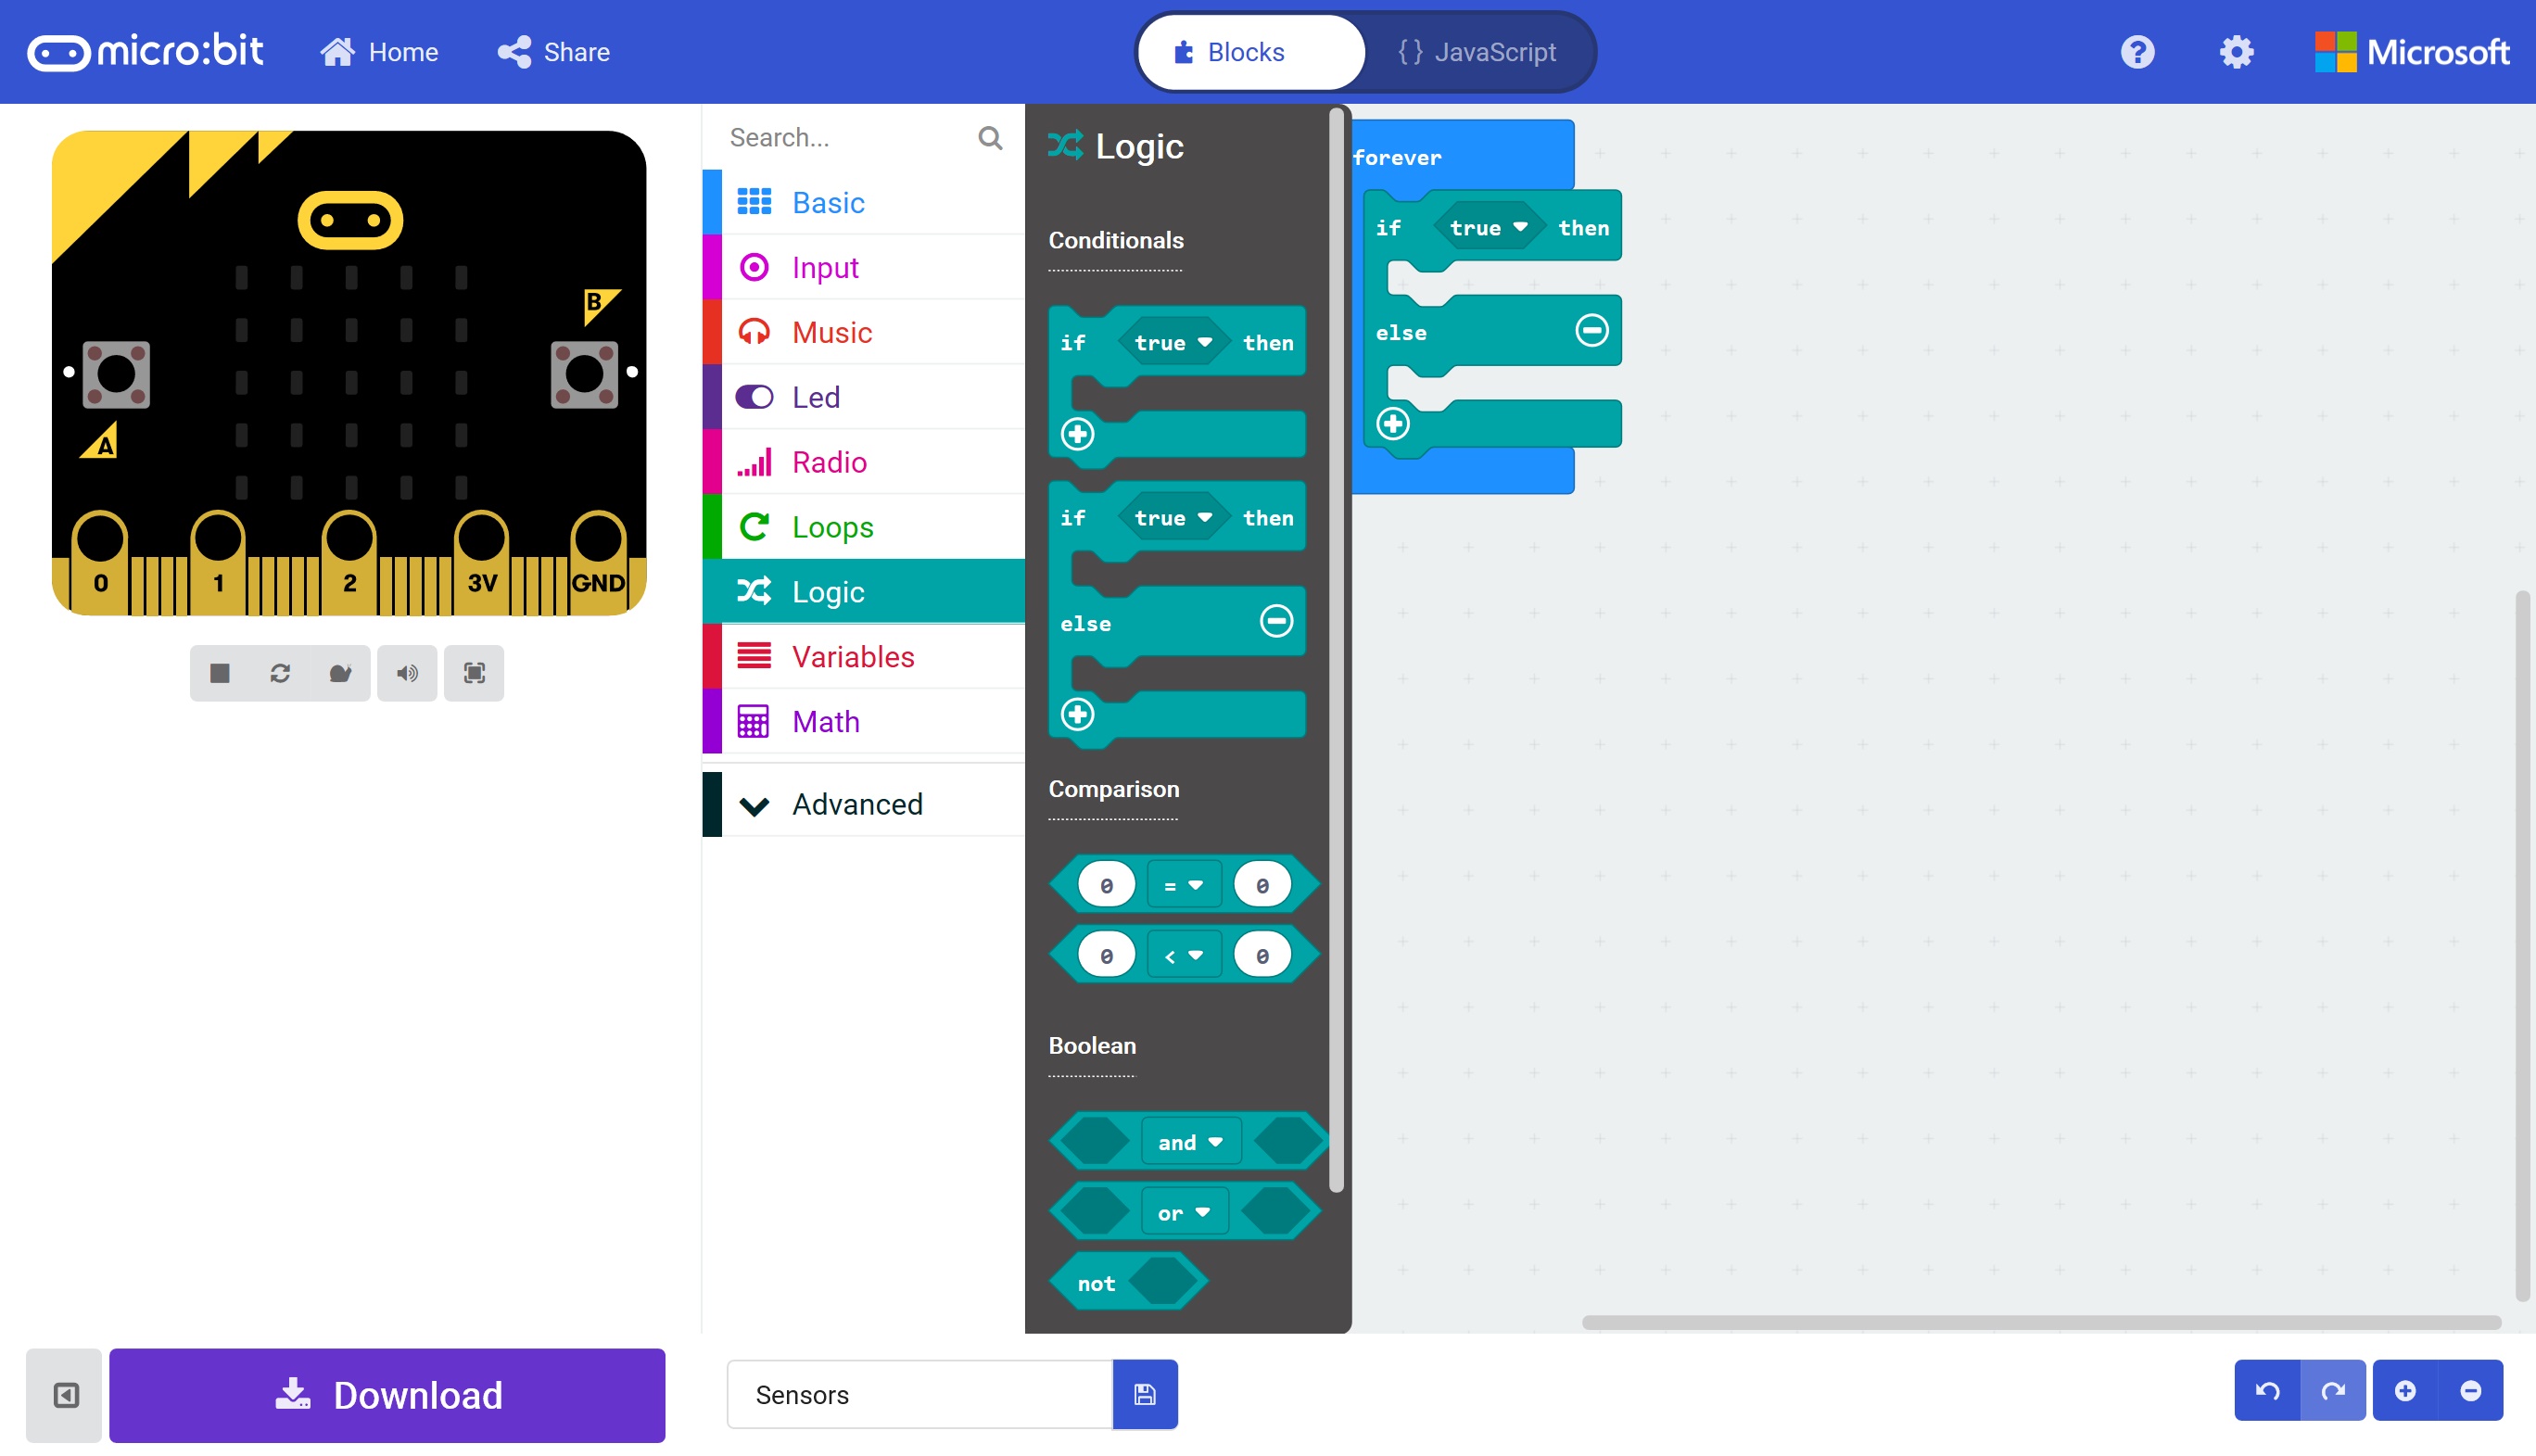 micro:bit
Home
Share
Blocks
{ } JavaScript
Microsoft
Search...
Basic
Input
Music
Led
Radio
Loops
Logic
Variables
Math
Advanced
Logic
Conditionals
if true then
if true then
else
Comparison
0 = 0
0 < 0
Boolean
and
or
not
forever
if true then
else
B
A
0 1 2 3V GND
Download
Sensors